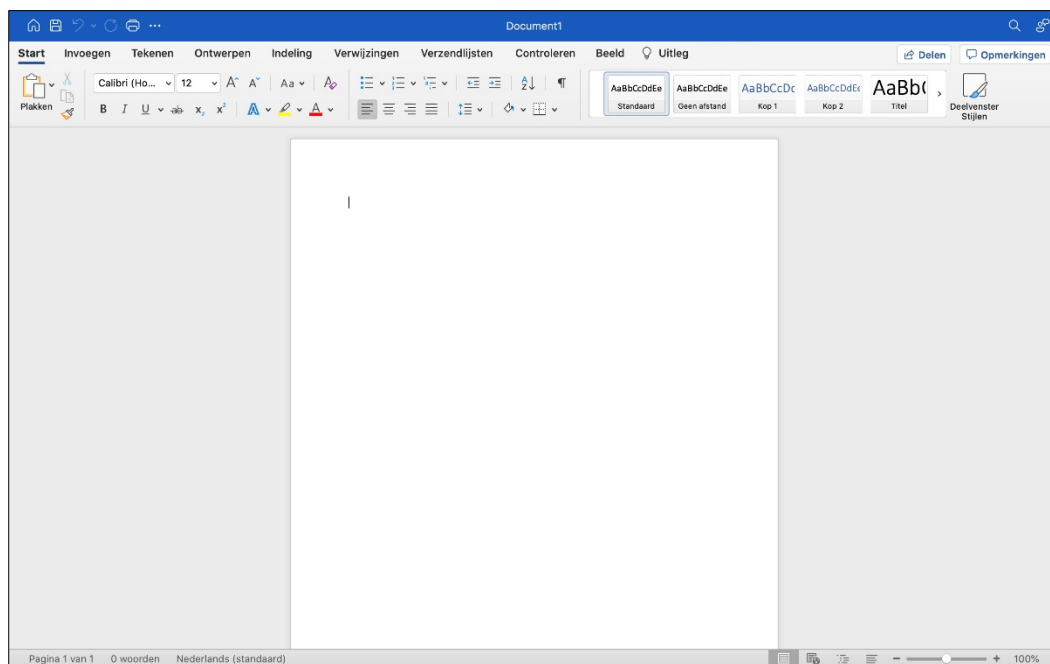 Document1
Start Invoegen Tekenen Ontwerpen Indeling Verwijzingen Verzendlijsten Controleren Beeld Uitleg Delen Opmerkingen
Plakken
Calibri (Ho... 12 A A Aa A
B I U ab x, x² A A
AaBbCcDdEe AaBbCcDdEe AaBbCcDc AaBbCcDdEe AaBb(
Standaard Geen afstand Kop 1 Kop 2 Titel
Deelvenster
Stijlen
Pagina 1 van 1 0 woorden Nederlands (standaard) 100%